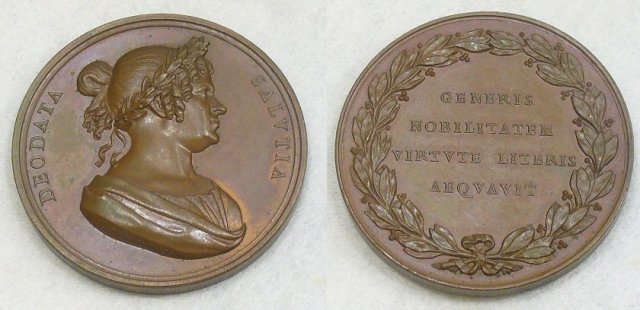 DEODATA SALVTIA
GENERIS
NOBILITATEM
VIRTVTE LITERIS
AEQVAVIT